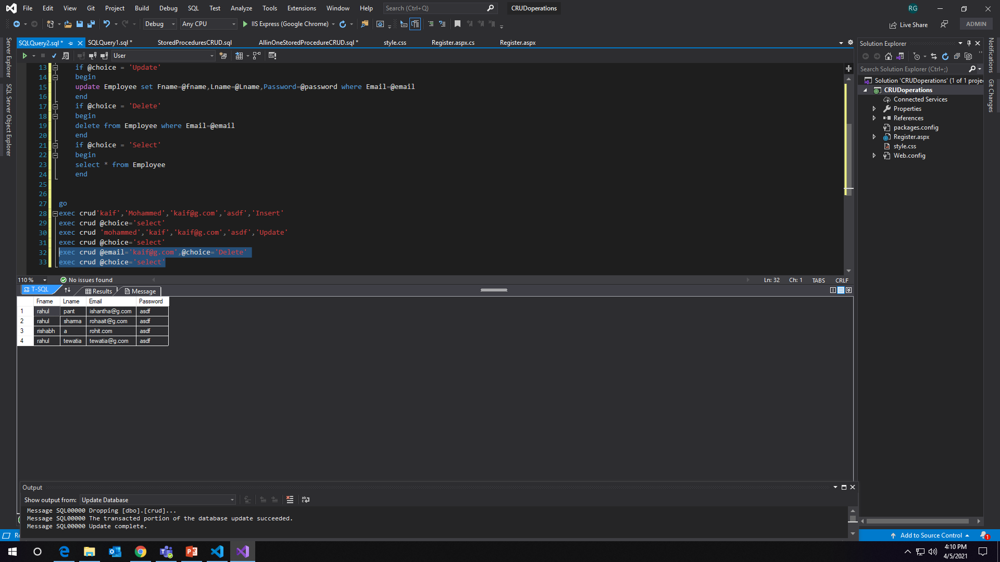 File Edit View Git Project Build Debug SQL Test Analyze Tools Extensions Window Help Search (Ctrl+Q) CRUDoperations RG
Debug Any CPU IIS Express (Google Chrome) Live Share ADMIN
SQLQuery2.sql * SQLQuery1.sql * StoredProceduresCRUD.sql AllinOneStoredProcedureCRUD.sql * style.css Register.aspx.cs Register.aspx
User
Server Explorer
SQL Server Object Explorer
13 if @choice = 'Update'
14 begin
15 update Employee set Fname=@fname,Lname=@Lname,Password=@password where Email=@email
16 end
17 if @choice = 'Delete'
18 begin
19 delete from Employee where Email=@email
20 end
21 if @choice = 'Select'
22 begin
23 select * from Employee
24 end
25
26
27 go
28 exec crud'kaif','Mohammed','kaif@g.com','asdf','Insert'
29 exec crud @choice='select'
30 exec crud 'mohammed','kaif','kaif@g.com','asdf','Update'
31 exec crud @choice='select'
32 exec crud @email='kaif@g.com',@choice='Delete'
33 exec crud @choice='select'
110 % No issues found Ln: 32 Ch: 1 TABS CRLF
T-SQL Results Message
Fname Lname Email Password
1 rahul pant ishantha@g.com asdf
2 rahul sharma rohaait@g.com asdf
3 rishabh a rohit.com asdf
4 rahul tewatia tewatia@g.com asdf
Output
Show output from: Update Database
Message SQL00000 Dropping [dbo].[crud]...
Message SQL00000 The transacted portion of the database update succeeded.
Message SQL00000 Update complete.
Solution Explorer
Search Solution Explorer (Ctrl+;)
Solution 'CRUDoperations' (1 of 1 projec
CRUDoperations
Connected Services
Properties
References
packages.config
Register.aspx
style.css
Web.config
Notifications
Git Changes
Re
Add to Source Control 1
4:10 PM
4/5/2021